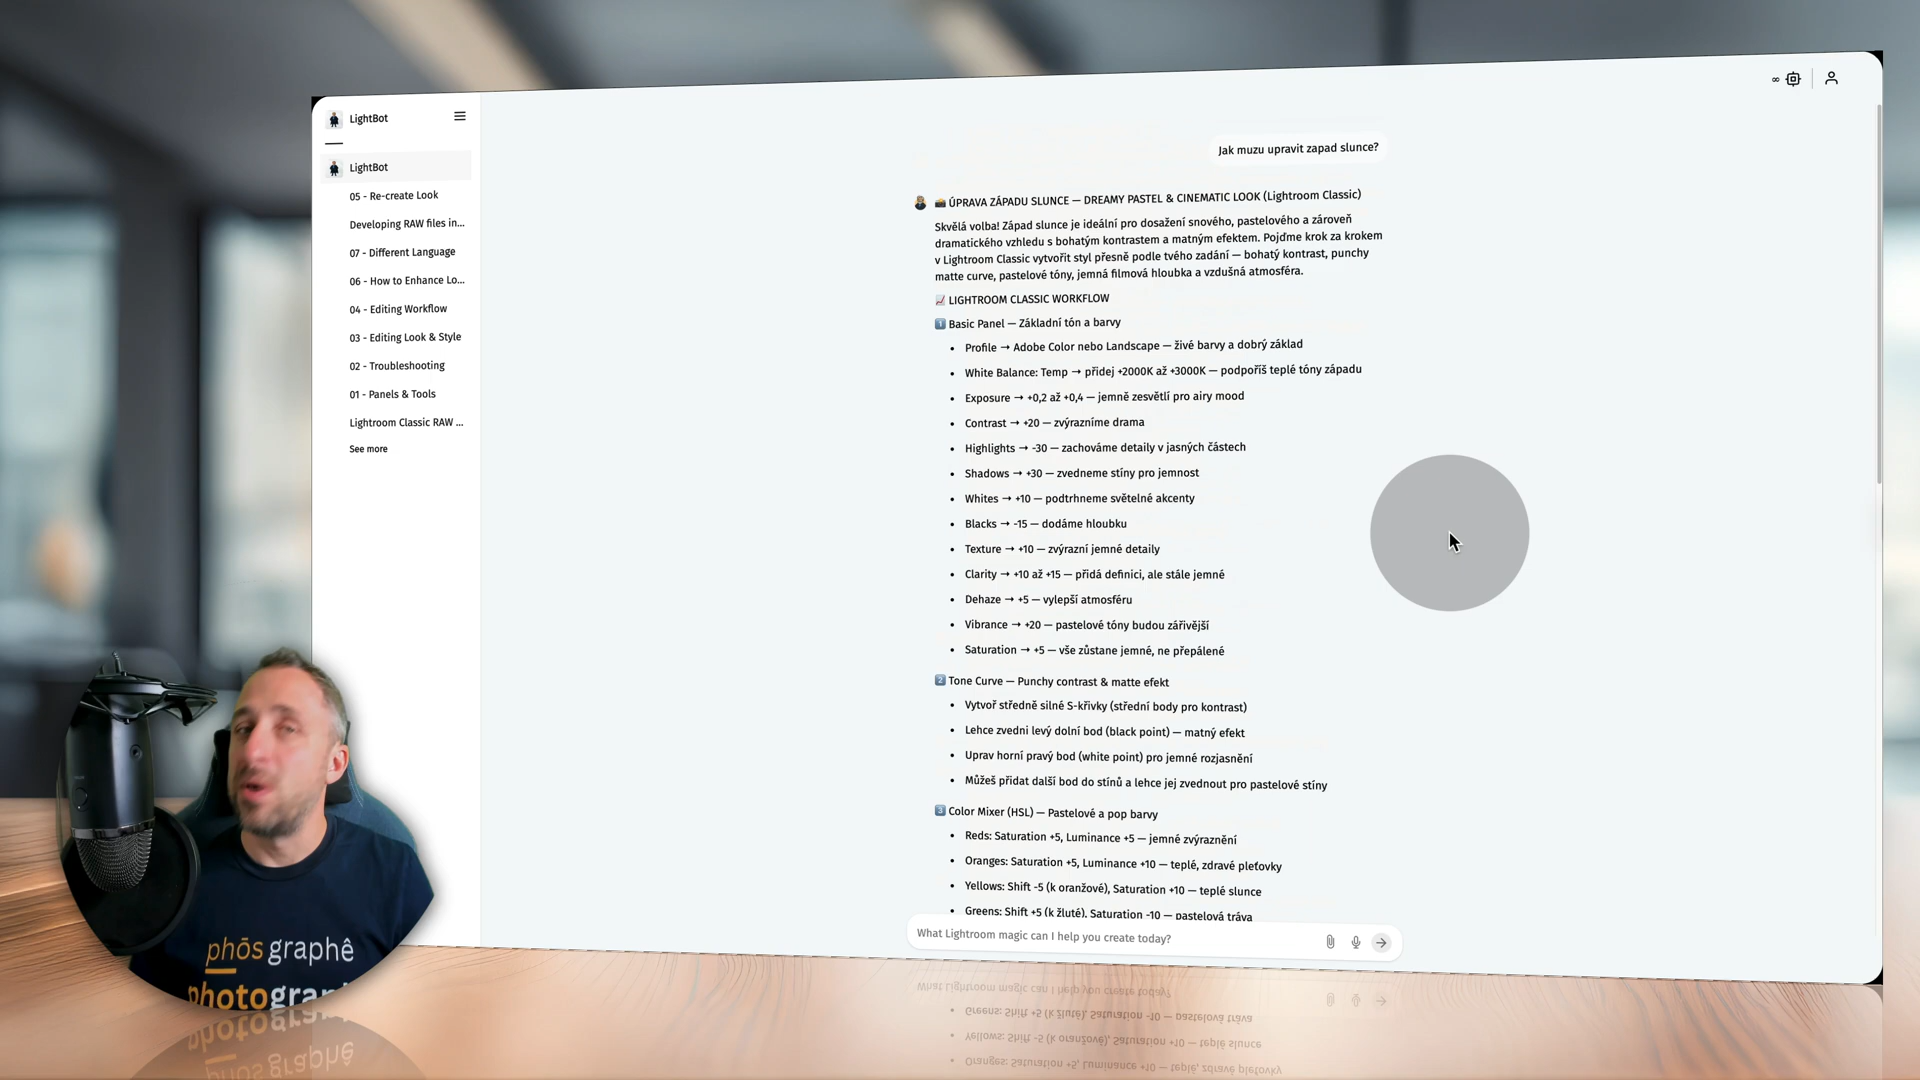 LightBot
LightBot
05 - Re-create Look
Developing RAW files in...
07 - Different Language
06 - How to Enhance Lo...
04 - Editing Workflow
03 - Editing Look & Style
02 - Troubleshooting
01 - Panels & Tools
Lightroom Classic RAW ...
See more
∞
Jak muzu upravit zapad slunce?
📷 ÚPRAVA ZÁPADU SLUNCE — DREAMY PASTEL & CINEMATIC LOOK (Lightroom Classic)
Skvělá volba! Západ slunce je ideální pro dosažení snového, pastelového a zároveň
dramatického vzhledu s bohatým kontrastem a matným efektem. Pojďme krok za krokem
v Lightroom Classic vytvořit styl přesně podle tvého zadání — bohatý kontrast, punchy
matte curve, pastelové tóny, jemná filmová hloubka a vzdušná atmosféra.
📈 LIGHTROOM CLASSIC WORKFLOW
1 Basic Panel — Základní tón a barvy
• Profile → Adobe Color nebo Landscape — živé barvy a dobrý základ
• White Balance: Temp → přidej +2000K až +3000K — podpoříš teplé tóny západu
• Exposure → +0,2 až +0,4 — jemně zesvětlí pro airy mood
• Contrast → +20 — zvýrazníme drama
• Highlights → -30 — zachováme detaily v jasných částech
• Shadows → +30 — zvedneme stíny pro jemnost
• Whites → +10 — podtrhneme světelné akcenty
• Blacks → -15 — dodáme hloubku
• Texture → +10 — zvýrazní jemné detaily
• Clarity → +10 až +15 — přidá definici, ale stále jemné
• Dehaze → +5 — vylepší atmosféru
• Vibrance → +20 — pastelové tóny budou zářivější
• Saturation → +5 — vše zůstane jemné, ne přepálené
2 Tone Curve — Punchy contrast & matte efekt
• Vytvoř středně silné S-křivky (střední body pro kontrast)
• Lehce zvedni levý dolní bod (black point) — matný efekt
• Uprav horní pravý bod (white point) pro jemné rozjasnění
• Můžeš přidat další bod do stínů a lehce jej zvednout pro pastelové stíny
3 Color Mixer (HSL) — Pastelové a pop barvy
• Reds: Saturation +5, Luminance +5 — jemné zvýraznění
• Oranges: Saturation +5, Luminance +10 — teplé, zdravé pleťovky
• Yellows: Shift -5 (k oranžové), Saturation +10 — teplé slunce
• Greens: Shift +5 (k žluté), Saturation -10 — pastelová tráva
What Lightroom magic can I help you create today?
phōs graphê
photogra